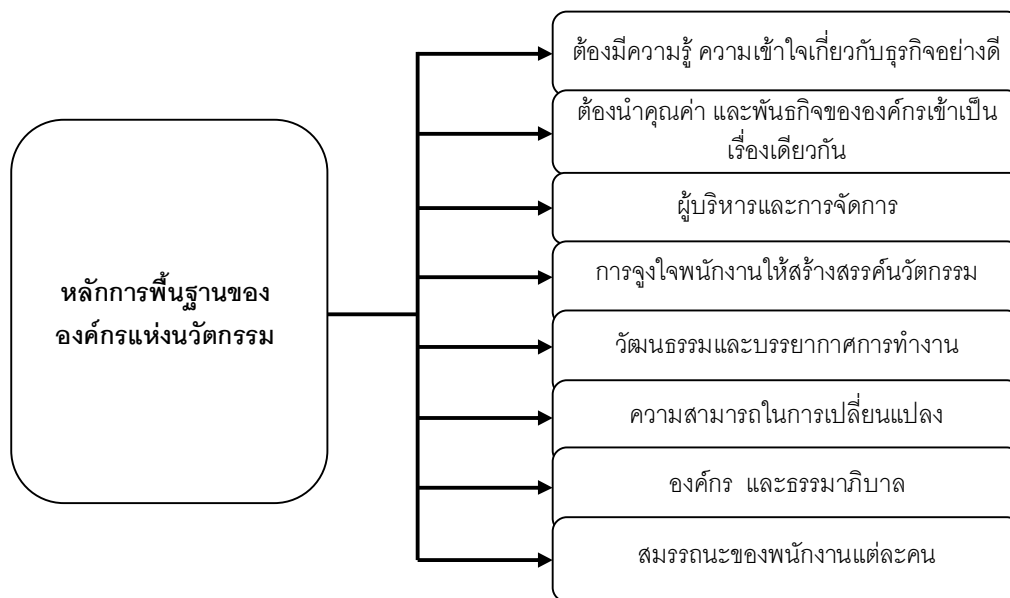 หลักการพื้นฐานของ
องค์กรแห่งนวัตกรรม
ต้องมีความรู้ ความเข้าใจเกี่ยวกับธุรกิจอย่างดี
ต้องนำคุณค่า และพันธกิจขององค์กรเข้าเป็น
เรื่องเดียวกัน
ผู้บริหารและการจัดการ
การจูงใจพนักงานให้สร้างสรรค์นวัตกรรม
วัฒนธรรมและบรรยากาศการทำงาน
ความสามารถในการเปลี่ยนแปลง
องค์กร และธรรมาภิบาล
สมรรถนะของพนักงานแต่ละคน